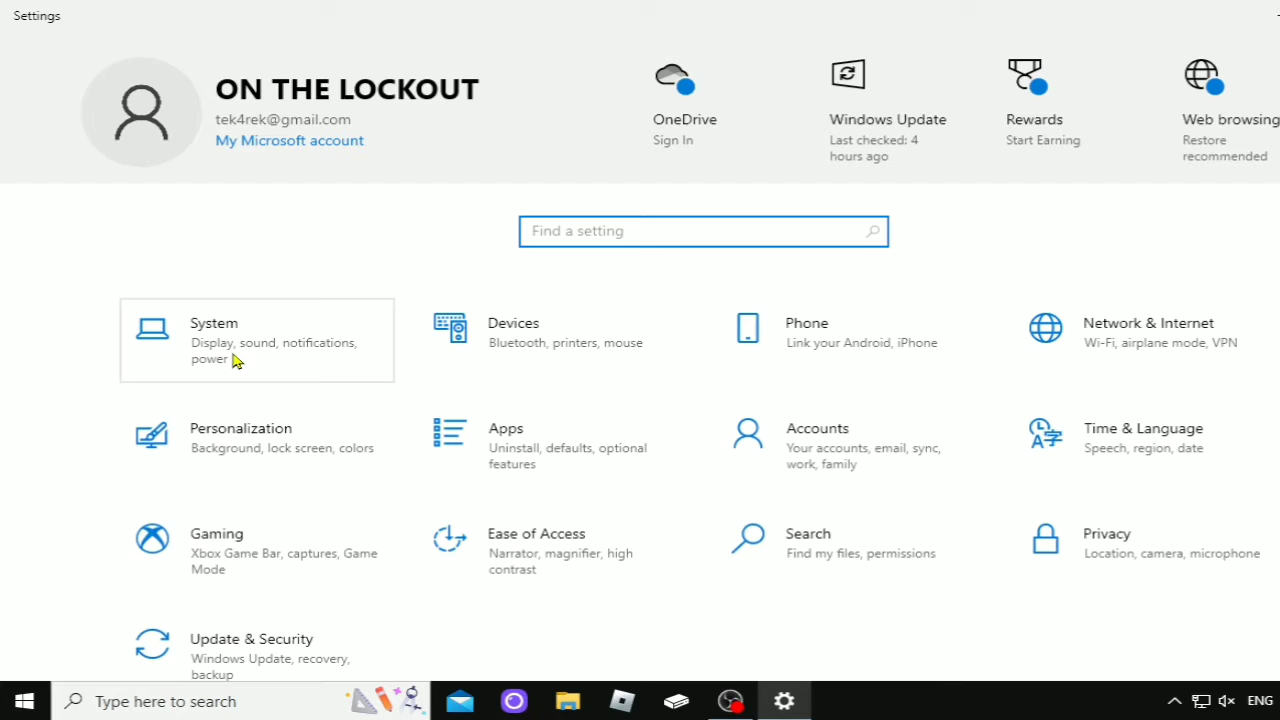 Settings
ON THE LOCKOUT
tek4rek@gmail.com
My Microsoft account
OneDrive
Sign In
Windows Update
Last checked: 4
hours ago
Rewards
Start Earning
Web browsing
Restore
recommended
Find a setting
System
Display, sound, notifications,
power
Devices
Bluetooth, printers, mouse
Phone
Link your Android, iPhone
Network & Internet
Wi-Fi, airplane mode, VPN
Personalization
Background, lock screen, colors
Apps
Uninstall, defaults, optional
features
Accounts
Your accounts, email, sync,
work, family
Time & Language
Speech, region, date
Gaming
Xbox Game Bar, captures, Game
Mode
Ease of Access
Narrator, magnifier, high
contrast
Search
Find my files, permissions
Privacy
Location, camera, microphone
Update & Security
Windows Update, recovery,
backup
Type here to search
ENG